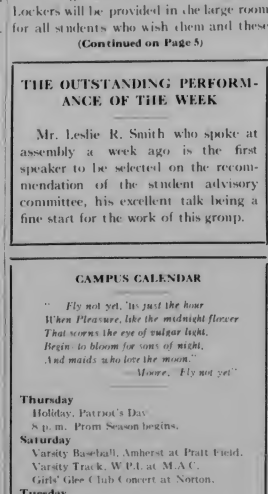 Lockers will be provided in the large room
for all students who wish them and these
(Continued on Page 5)
THE OUTSTANDING PERFORM-
ANCE OF THE WEEK
Mr. Leslie R. Smith who spoke at
assembly a week ago is the first
speaker to be selected on the recom-
mendation of the student advisory
committee, his excellent talk being a
fine start for the work of this group.
CAMPUS CALENDAR
" Fly not yet, 'tis just the hour
When Pleasure, like the midnight flower
That scorns the eye of vulgar light,
Begin to bloom for sons of night,
And maids who love the moon."
Moore, "Fly not yet"
Thursday
Holiday, Patriot's Day.
8 p. m. Prom Season begins.
Saturday
Varsity Baseball, Amherst at Pratt Field.
Varsity Track, W.P.I. at M.A.C.
Girls' Glee Club Concert at Norton.
Tuesday